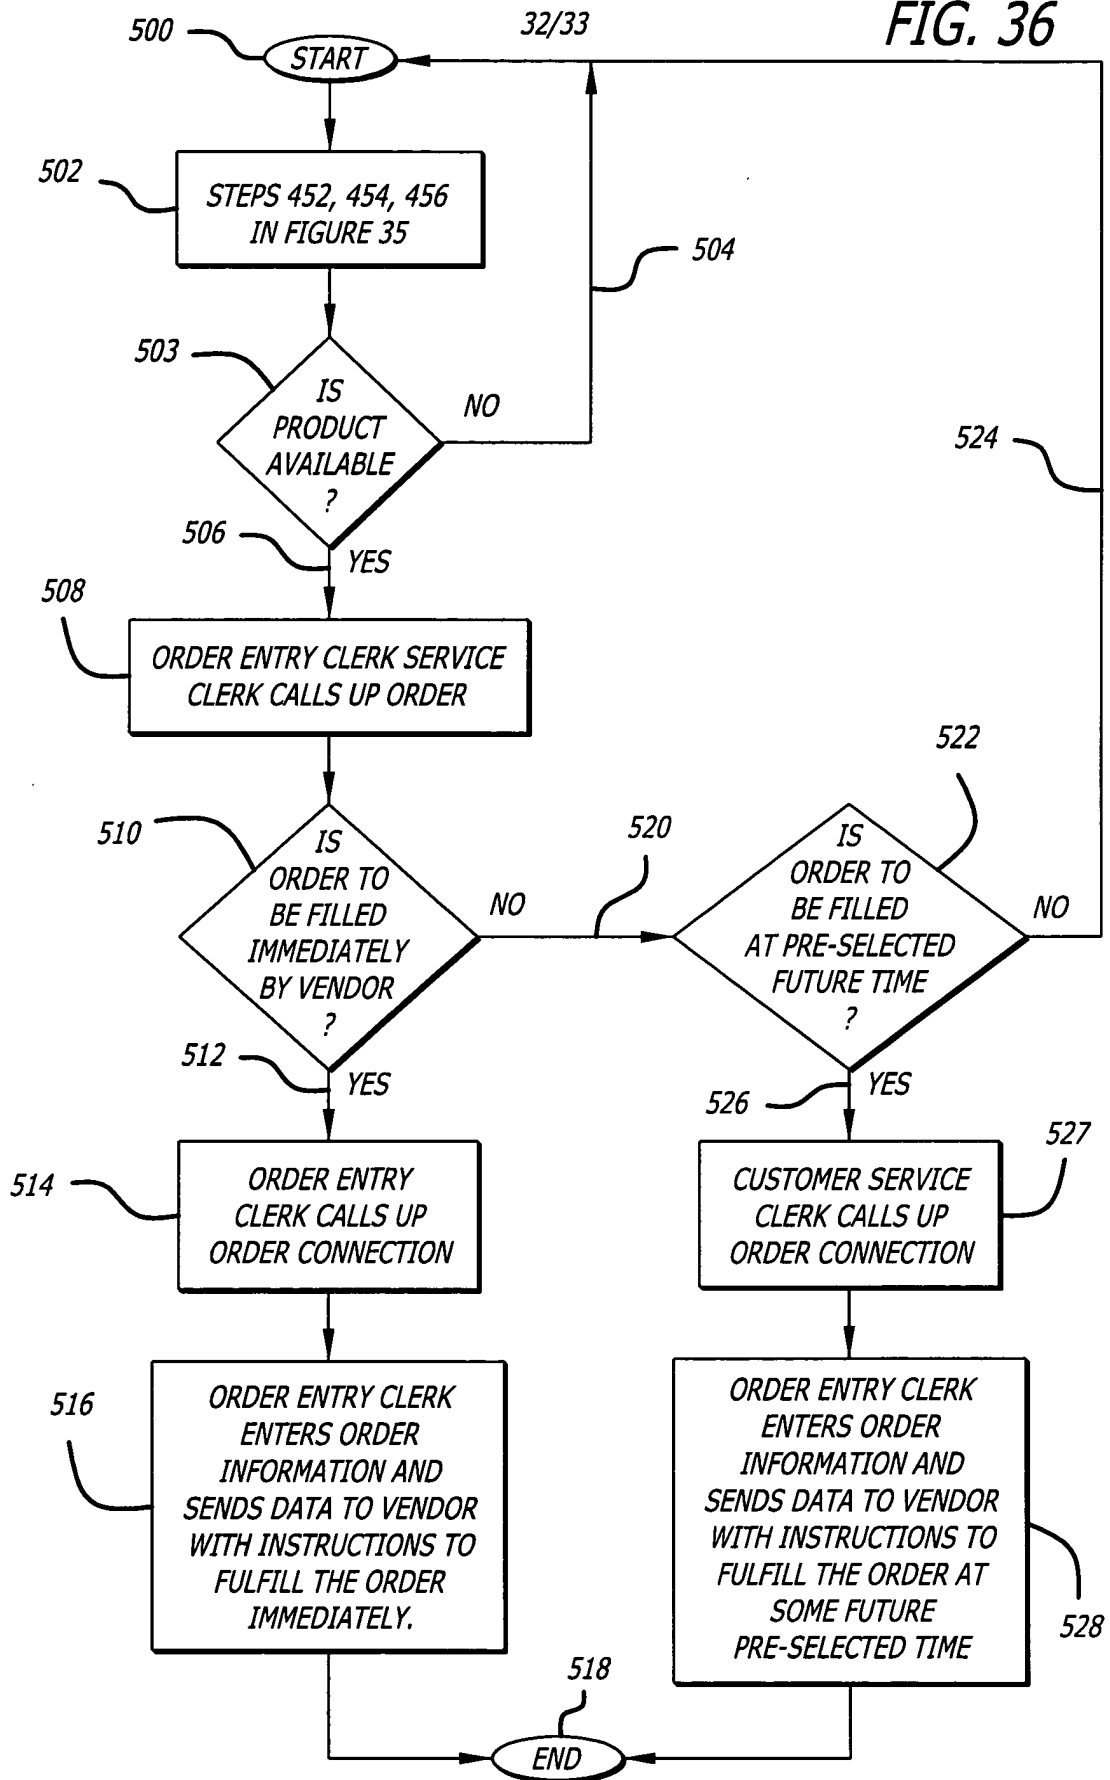 32/33
FIG. 36
500
START
502
STEPS 452, 454, 456
IN FIGURE 35
504
503
IS
PRODUCT
AVAILABLE
?
NO
524
506
YES
508
ORDER ENTRY CLERK SERVICE
CLERK CALLS UP ORDER
522
510
IS
ORDER TO
BE FILLED
IMMEDIATELY
BY VENDOR
?
NO
520
IS
ORDER TO
BE FILLED
AT PRE-SELECTED
FUTURE TIME
?
NO
512
YES
526
YES
514
ORDER ENTRY
CLERK CALLS UP
ORDER CONNECTION
527
CUSTOMER SERVICE
CLERK CALLS UP
ORDER CONNECTION
516
ORDER ENTRY CLERK
ENTERS ORDER
INFORMATION AND
SENDS DATA TO VENDOR
WITH INSTRUCTIONS TO
FULFILL THE ORDER
IMMEDIATELY.
ORDER ENTRY CLERK
ENTERS ORDER
INFORMATION AND
SENDS DATA TO VENDOR
WITH INSTRUCTIONS TO
FULFILL THE ORDER AT
SOME FUTURE
PRE-SELECTED TIME
528
518
END